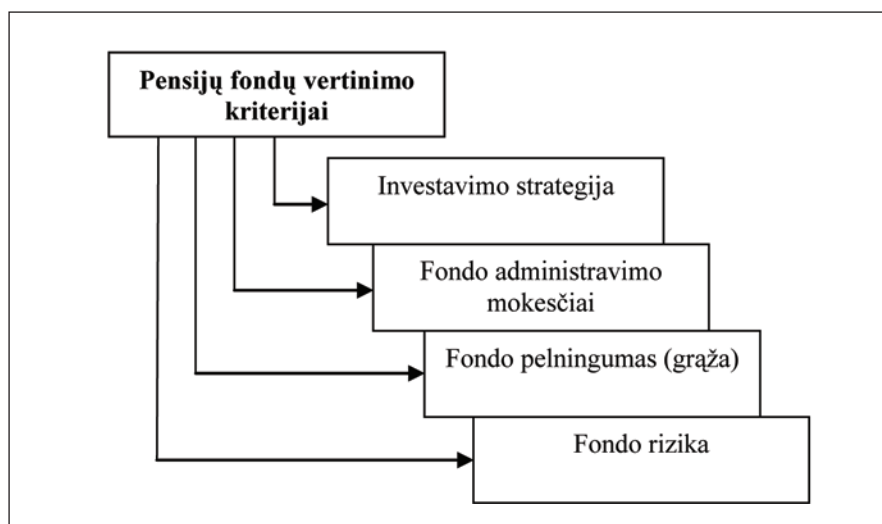 Pensijų fondų vertinimo
kriterijai
Investavimo strategija
Fondo administravimo
mokesčiai
Fondo pelningumas (grąža)
Fondo rizika